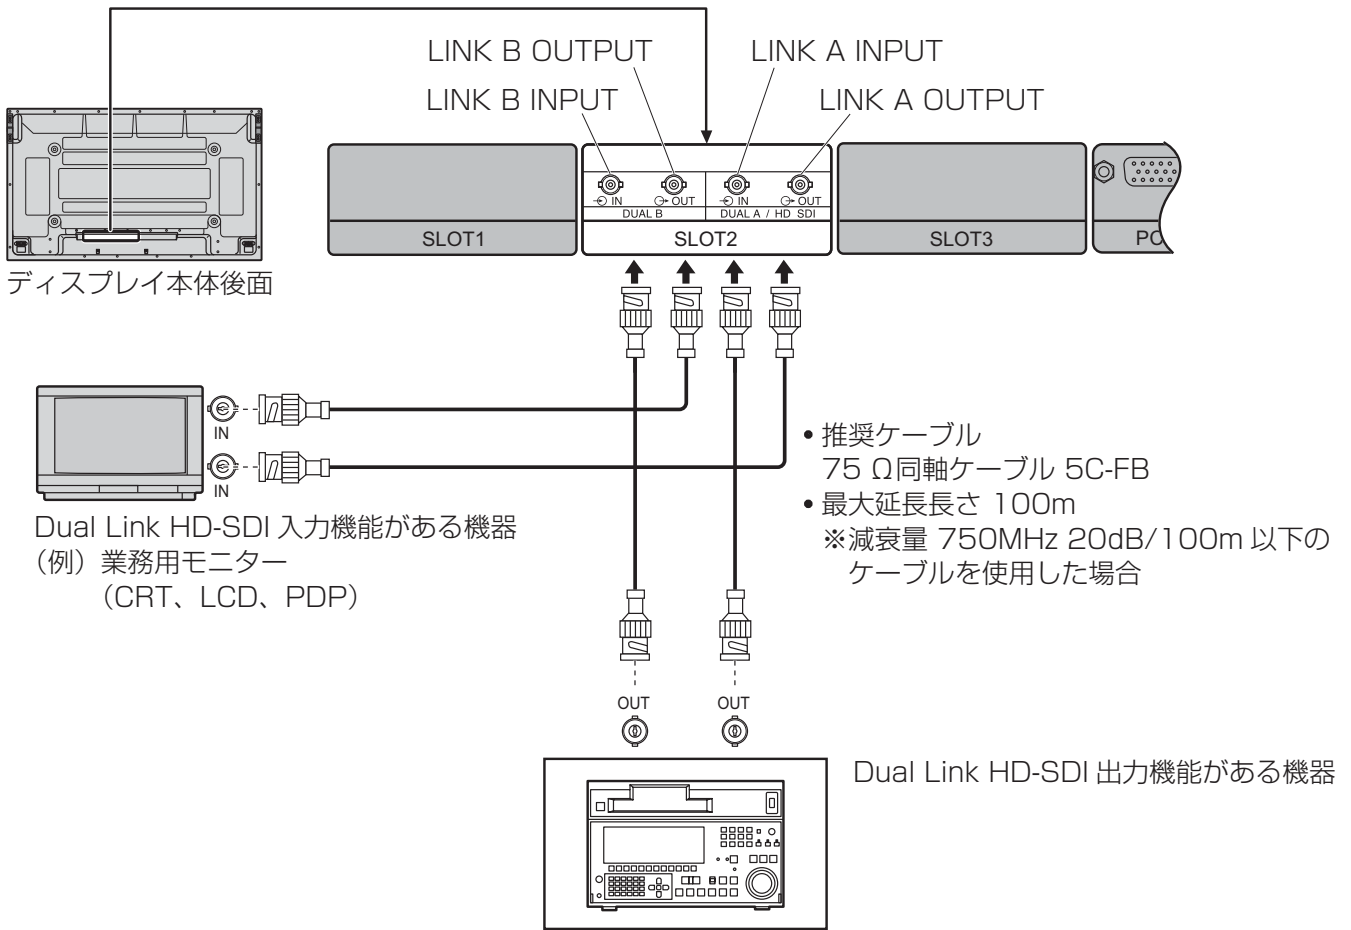 LINK B OUTPUT
LINK A INPUT
LINK B INPUT
LINK A OUTPUT
IN
OUT
IN
OUT
DUAL B
DUAL A / HD SDI
SLOT1
SLOT2
SLOT3
PC
ディスプレイ本体後面
IN
IN
Dual Link HD-SDI 入力機能がある機器
（例）業務用モニター
（CRT、LCD、PDP）
•推奨ケーブル
75 Ω同軸ケーブル 5C-FB
•最大延長長さ 100m
※減衰量 750MHz 20dB/100m 以下の
ケーブルを使用した場合
OUT
OUT
Dual Link HD-SDI 出力機能がある機器